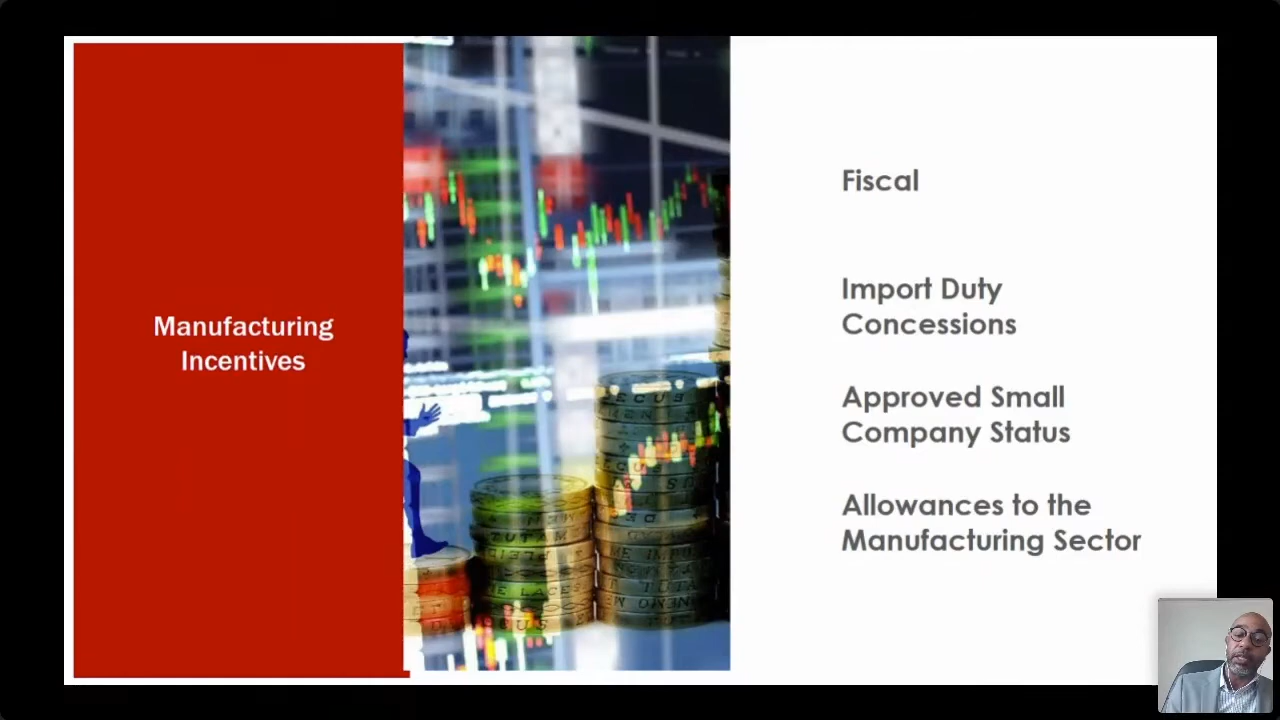 Manufacturing
Incentives
Fiscal
Import Duty
Concessions
Approved Small
Company Status
Allowances to the
Manufacturing Sector